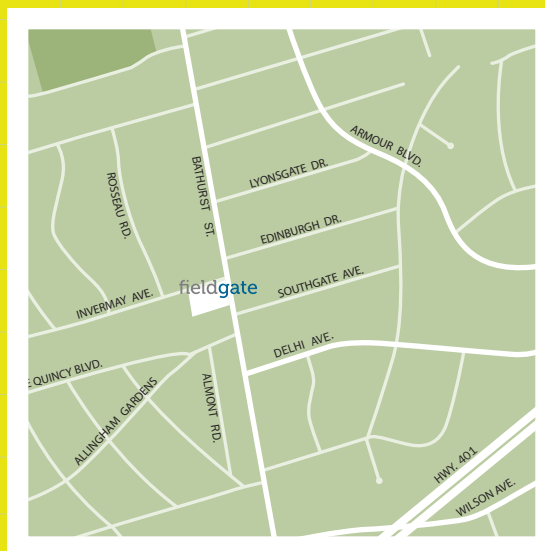 ARMOUR BLVD.
LYONSGATE DR.
BATHURST ST.
ROSSEAU RD.
EDINBURGH DR.
SOUTHGATE AVE.
fieldgate
INVERMAY AVE.
DELHI AVE.
E QUINCY BLVD.
ALLINGHAM GARDENS
ALMONT RD.
HWY. 401
WILSON AVE.